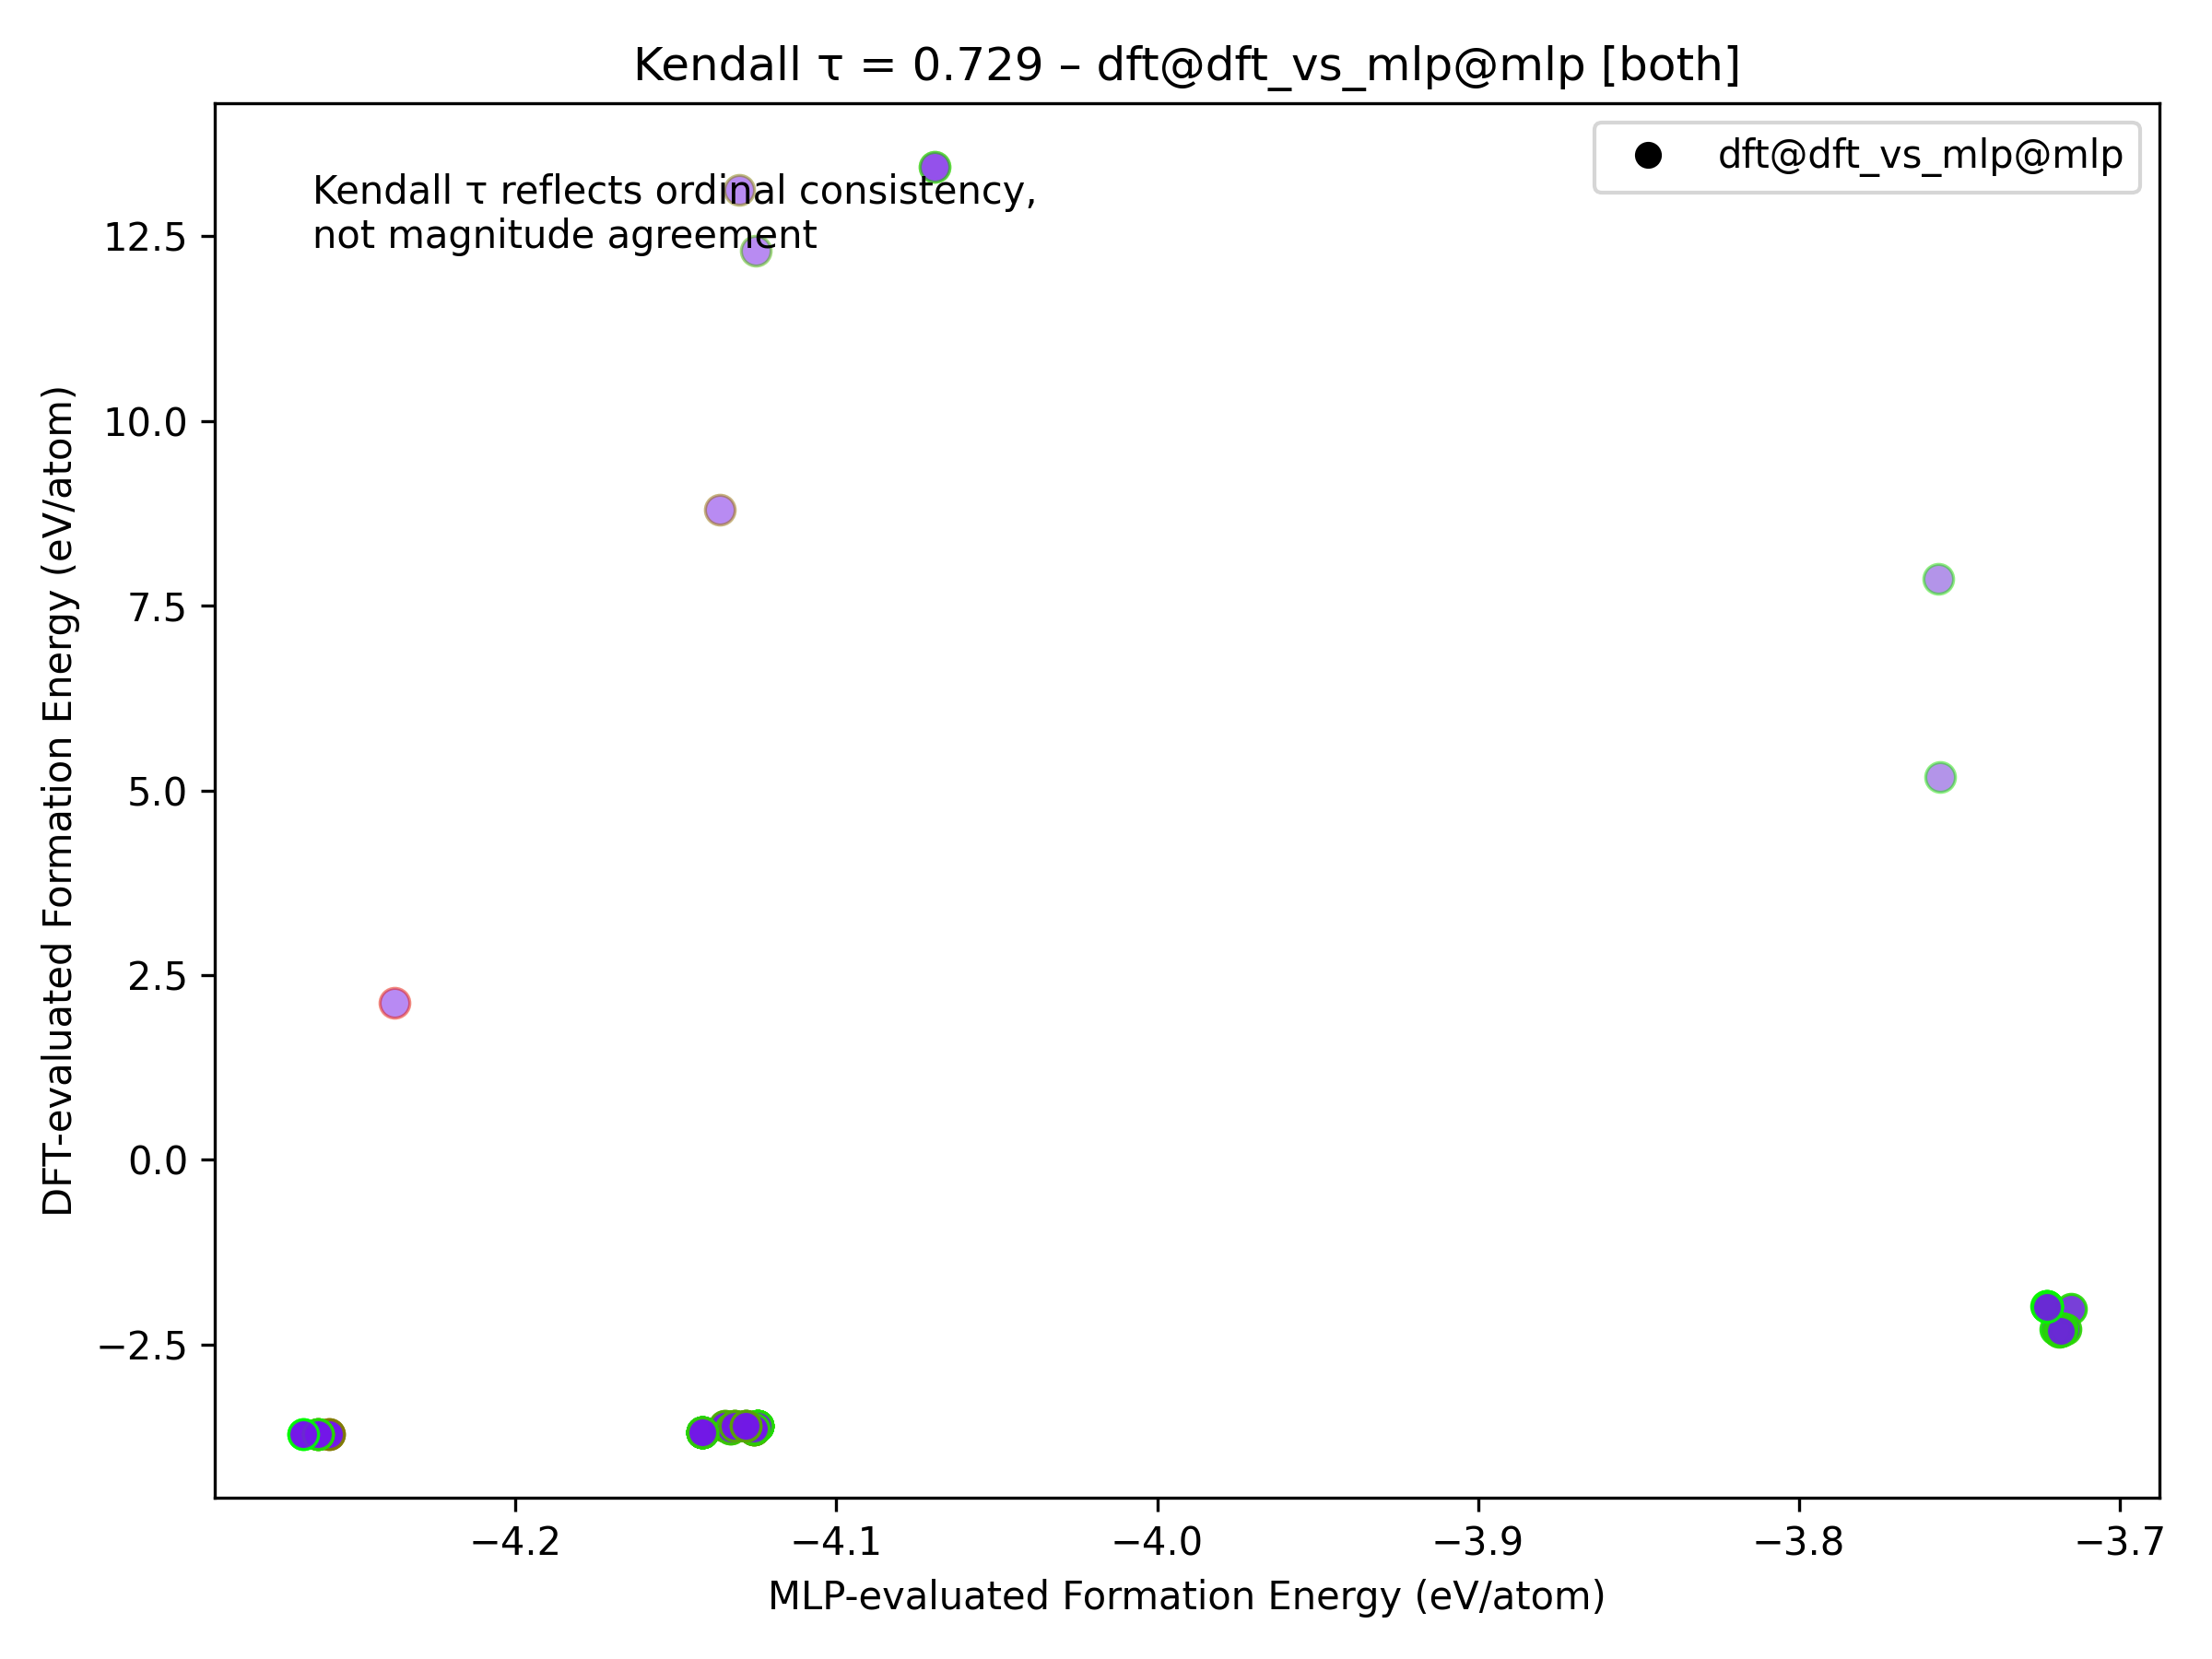 Kendall τ = 0.729 – dft@dft_vs_mlp@mlp [both]
dft@dft_vs_mlp@mlp
Kendall τ reflects ordinal consistency,
not magnitude agreement
DFT-evaluated Formation Energy (eV/atom)
12.5
10.0
7.5
5.0
2.5
0.0
−2.5
−4.2
−4.1
−4.0
−3.9
−3.8
−3.7
MLP-evaluated Formation Energy (eV/atom)